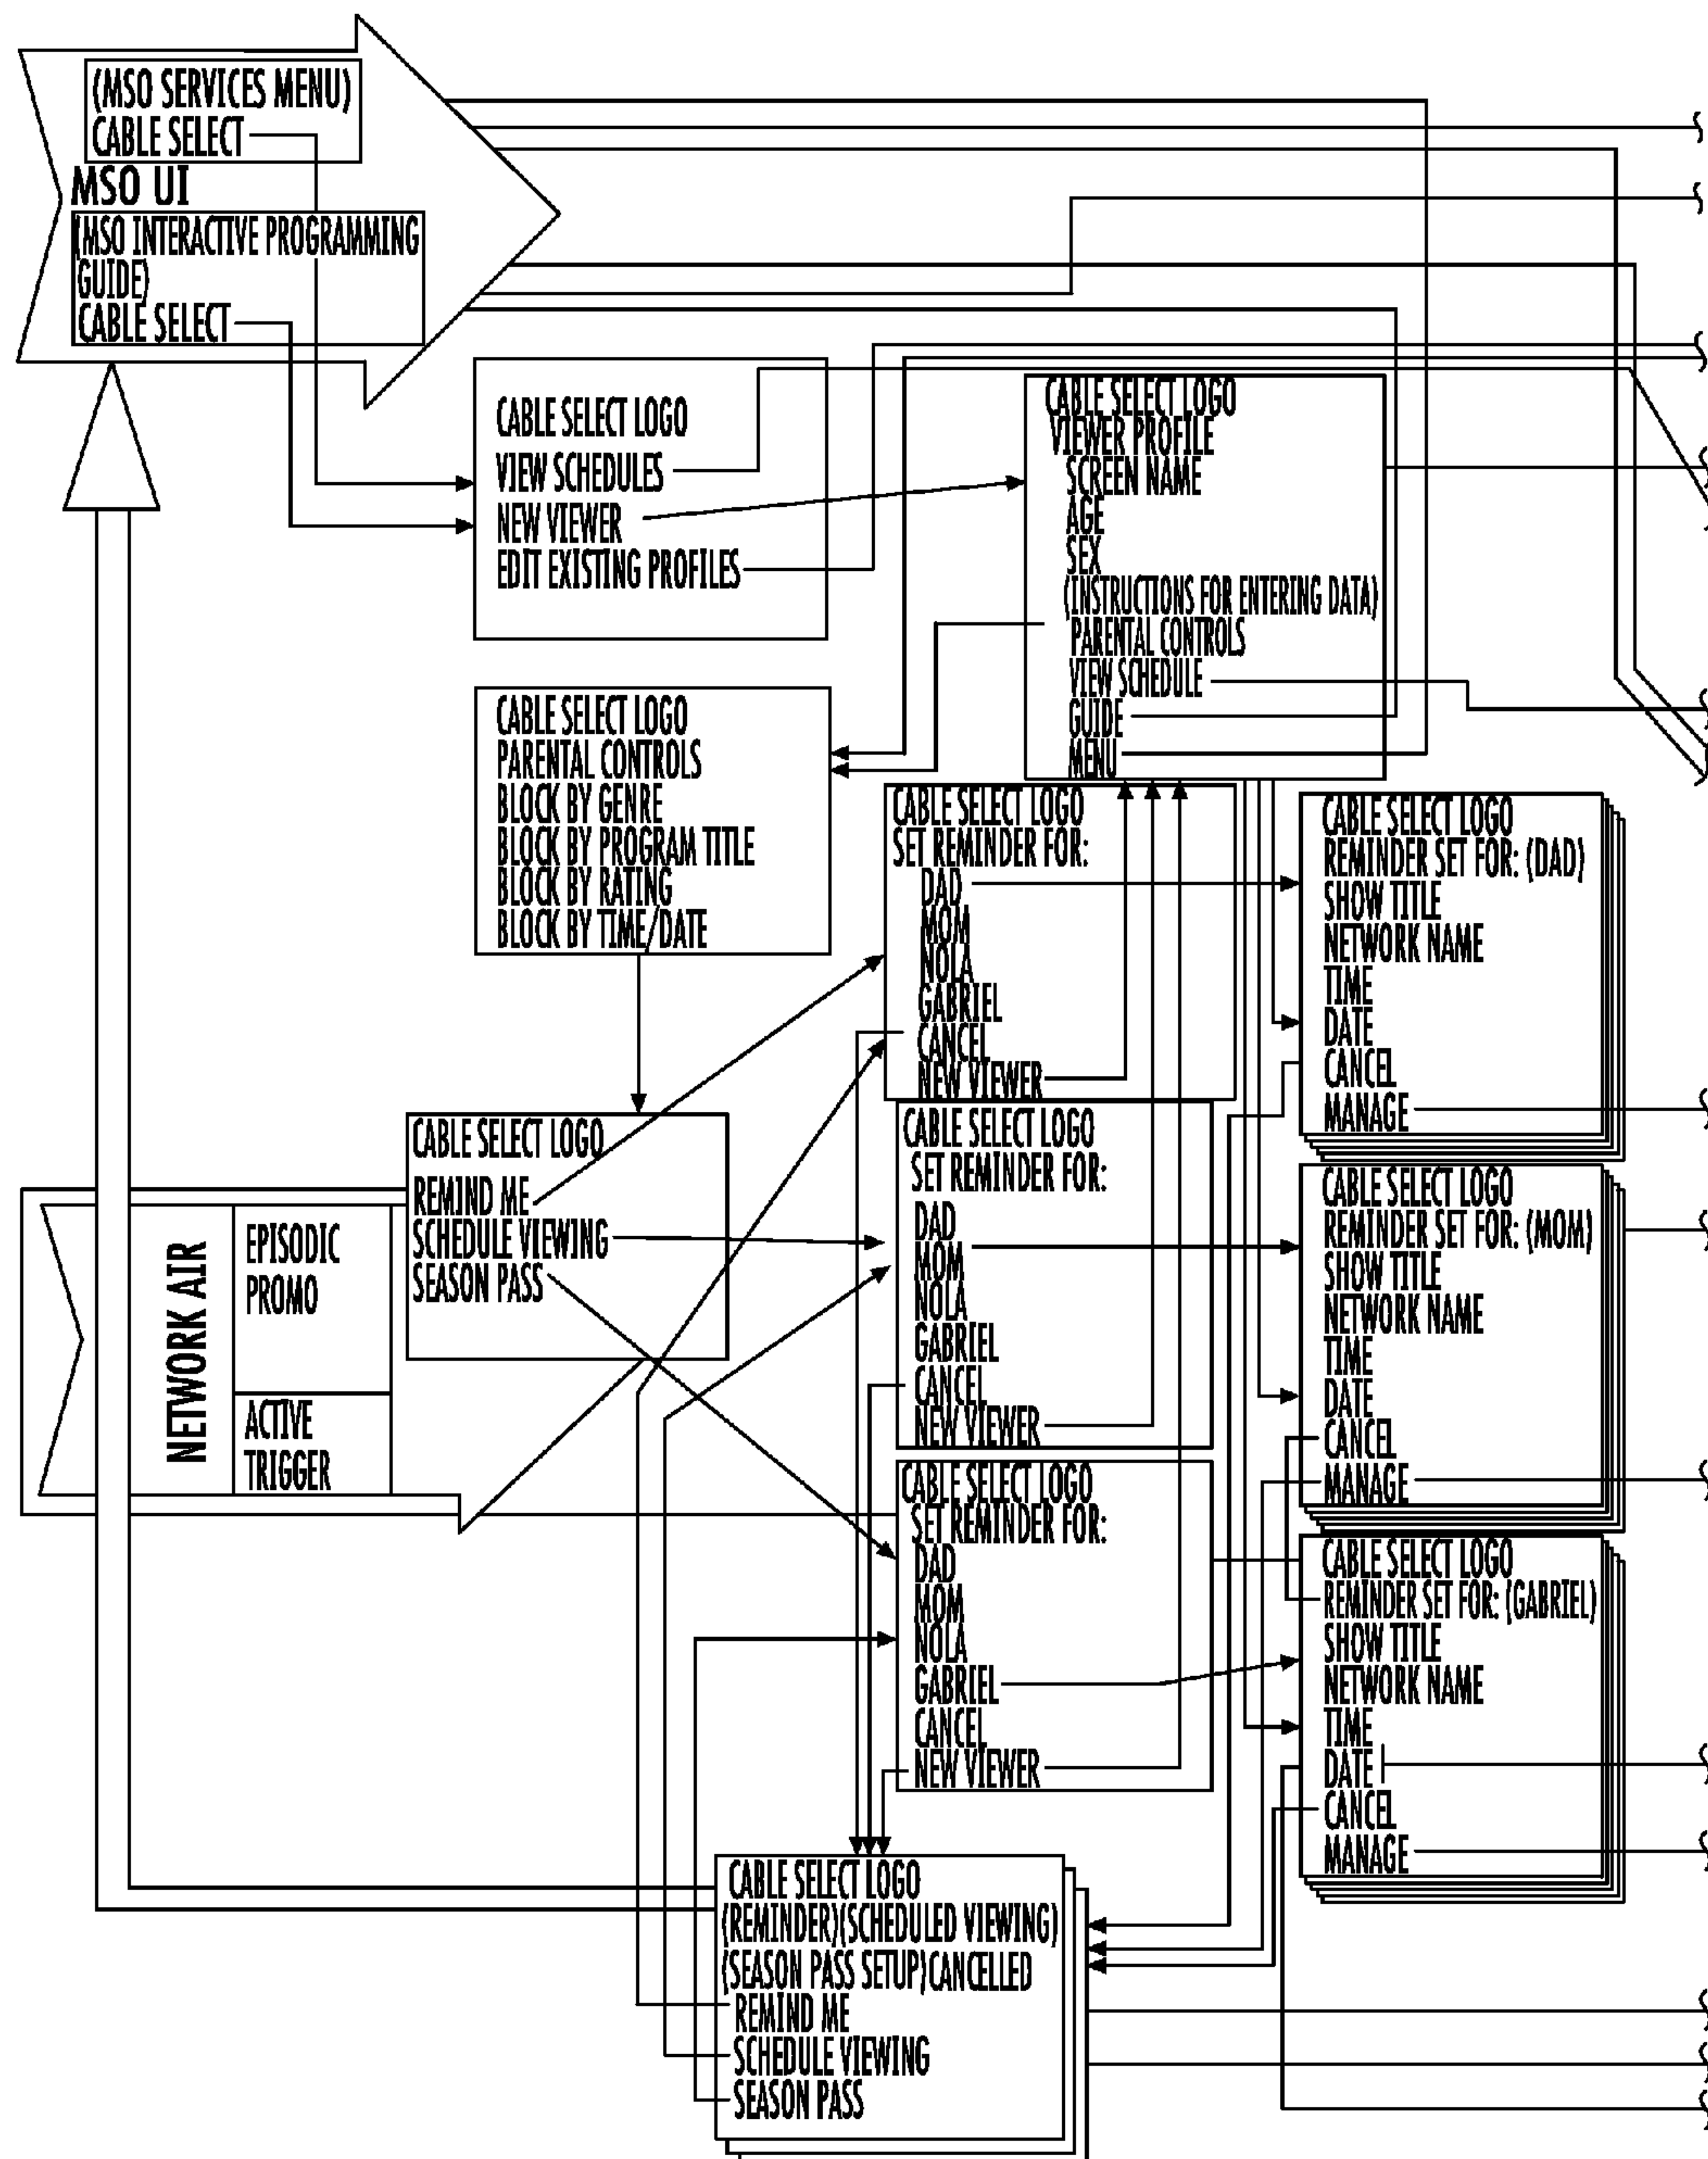 (MSO SERVICES MENU)
CABLE SELECT
MSO UI
(MSO INTERACTIVE PROGRAMMING
GUIDE)
CABLE SELECT
CABLE SELECT LOGO
VIEW SCHEDULES
NEW VIEWER
EDIT EXISTING PROFILES
CABLE SELECT LOGO
VIEWER PROFILE
SCREEN NAME
AGE
SEX
(INSTRUCTIONS FOR ENTERING DATA)
PARENTAL CONTROLS
VIEW SCHEDULE
GUIDE
MENU
CABLE SELECT LOGO
PARENTAL CONTROLS
BLOCK BY GENRE
BLOCK BY PROGRAM TITLE
BLOCK BY RATING
BLOCK BY TIME/DATE
CABLE SELECT LOGO
SET REMINDER FOR:
DAD
MOM
NOLA
GABRIEL
CANCEL
NEW VIEWER
CABLE SELECT LOGO
REMINDER SET FOR: (DAD)
SHOW TITLE
NETWORK NAME
TIME
DATE
CANCEL
MANAGE
NETWORK AIR
EPISODIC
PROMO
ACTIVE
TRIGGER
CABLE SELECT LOGO
REMIND ME
SCHEDULE VIEWING
SEASON PASS
CABLE SELECT LOGO
SET REMINDER FOR:
DAD
MOM
NOLA
GABRIEL
CANCEL
NEW VIEWER
CABLE SELECT LOGO
REMINDER SET FOR: (MOM)
SHOW TITLE
NETWORK NAME
TIME
DATE
CANCEL
MANAGE
CABLE SELECT LOGO
SET REMINDER FOR:
DAD
MOM
NOLA
GABRIEL
CANCEL
NEW VIEWER
CABLE SELECT LOGO
REMINDER SET FOR: (GABRIEL)
SHOW TITLE
NETWORK NAME
TIME
DATE
CANCEL
MANAGE
CABLE SELECT LOGO
(REMINDER)(SCHEDULED VIEWING)
(SEASON PASS SETUP)CANCELLED
REMIND ME
SCHEDULE VIEWING
SEASON PASS